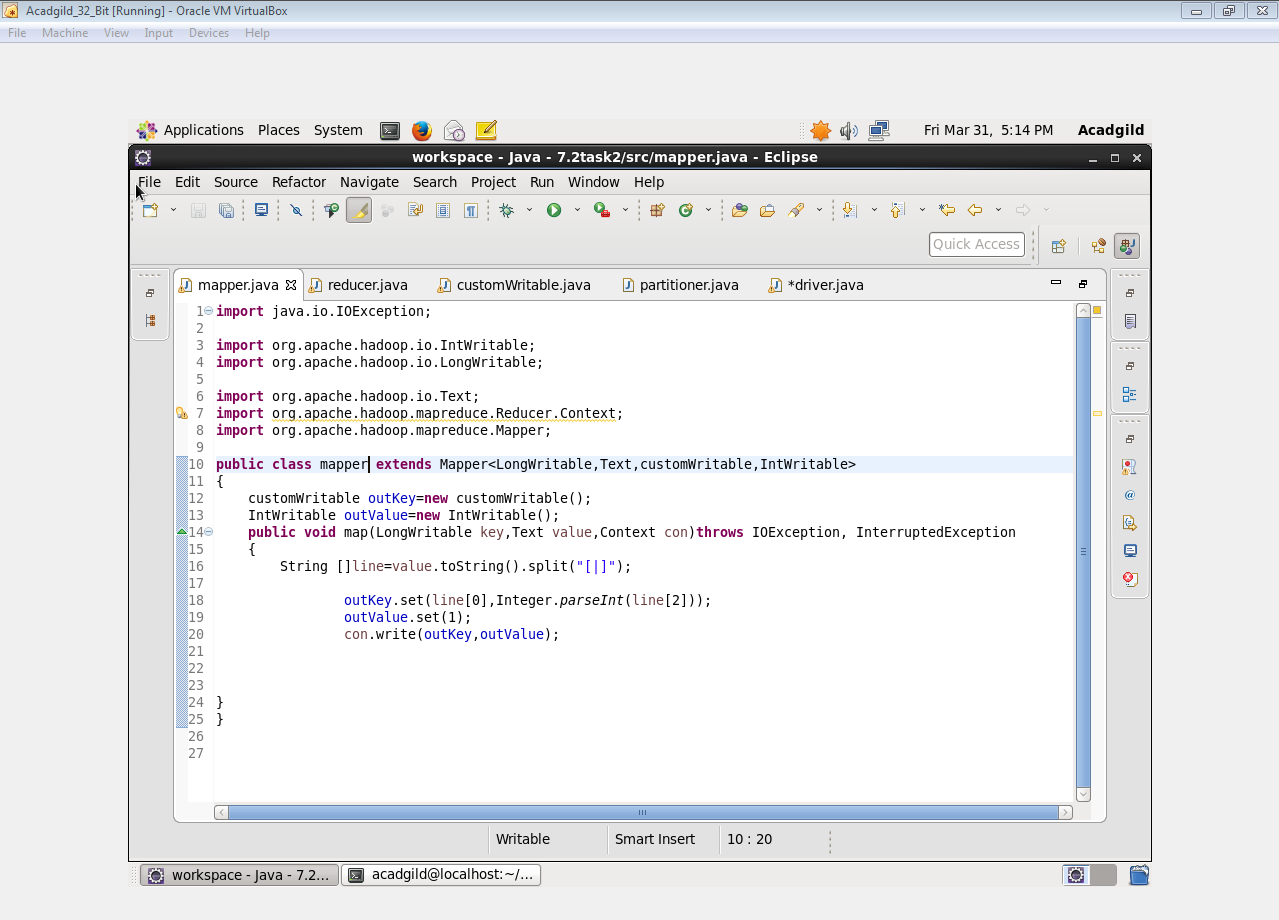 Acadgild_32_Bit [Running] - Oracle VM VirtualBox
File Machine View Input Devices Help
Applications Places System Fri Mar 31, 5:14 PM Acadgild
workspace - Java - 7.2task2/src/mapper.java - Eclipse
File Edit Source Refactor Navigate Search Project Run Window Help
Quick Access
mapper.java reducer.java customWritable.java partitioner.java *driver.java
1 import java.io.IOException;
2
3 import org.apache.hadoop.io.IntWritable;
4 import org.apache.hadoop.io.LongWritable;
5
6 import org.apache.hadoop.io.Text;
7 import org.apache.hadoop.mapreduce.Reducer.Context;
8 import org.apache.hadoop.mapreduce.Mapper;
9
10 public class mapper extends Mapper<LongWritable,Text,customWritable,IntWritable>
11 {
12 customWritable outKey=new customWritable();
13 IntWritable outValue=new IntWritable();
14 public void map(LongWritable key,Text value,Context con)throws IOException, InterruptedException
15 {
16 String []line=value.toString().split("[|]");
17
18 outKey.set(line[0],Integer.parseInt(line[2]));
19 outValue.set(1);
20 con.write(outKey,outValue);
21
22
23
24 }
25 }
26
27
Writable Smart Insert 10 : 20
workspace - Java - 7.2... acadgild@localhost:~/...